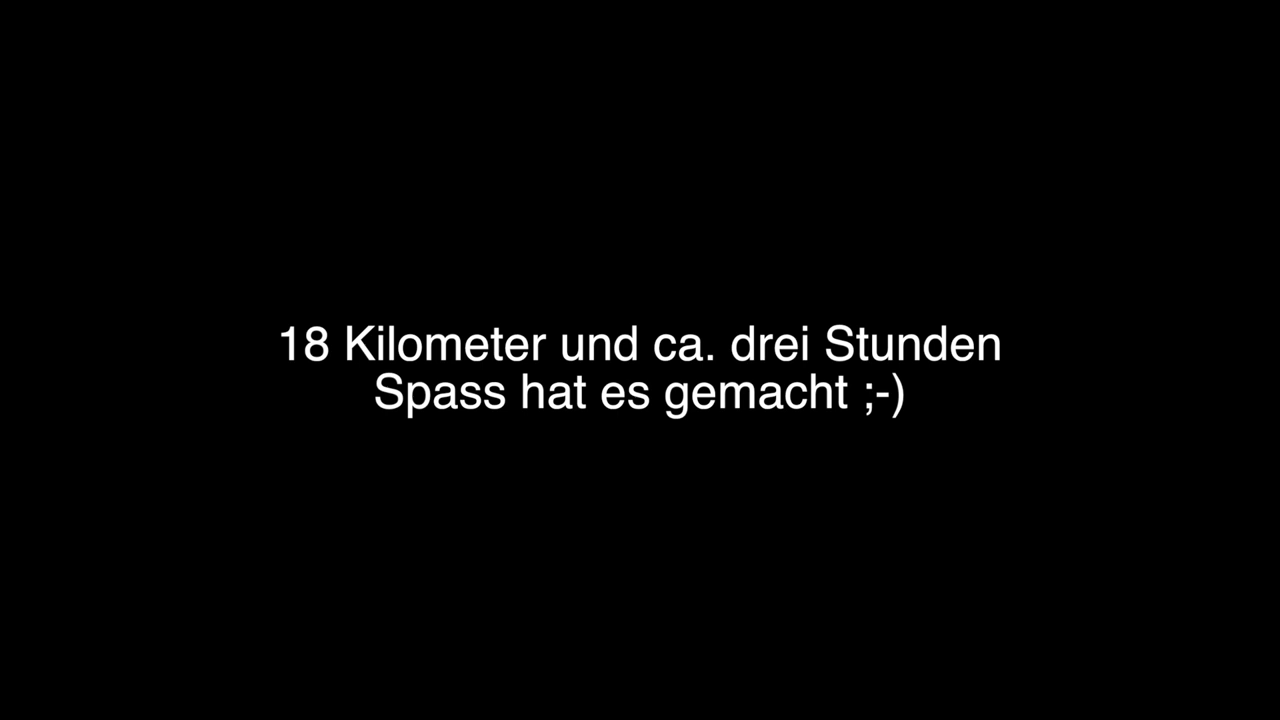 18 Kilometer und ca. drei Stunden
Spass hat es gemacht ;-)